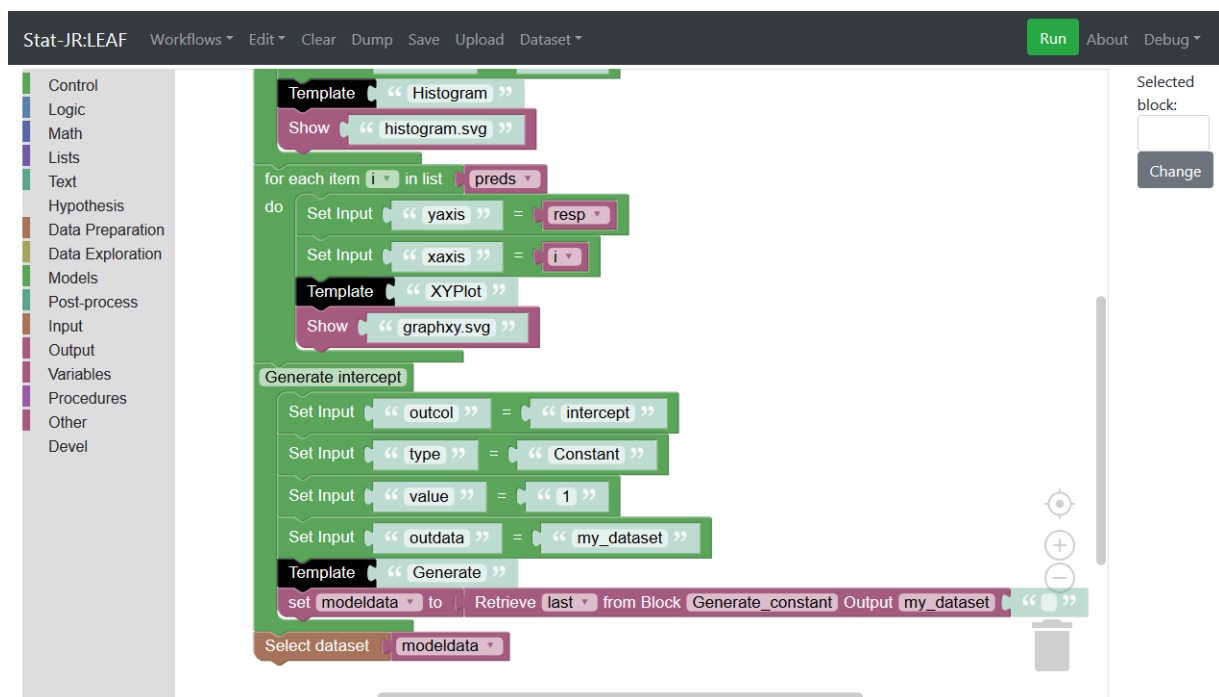 Stat-JR:LEAF Workflows Edit Clear Dump Save Upload Dataset Run About Debug
Control
Logic
Math
Lists
Text
Hypothesis
Data Preparation
Data Exploration
Models
Post-process
Input
Output
Variables
Procedures
Other
Devel
Template “ Histogram ”
Show “ histogram.svg ”
for each item i in list preds
do Set Input “ yaxis ” = resp
Set Input “ xaxis ” = i
Template “ XYPlot ”
Show “ graphxy.svg ”
Generate intercept
Set Input “ outcol ” = “ intercept ”
Set Input “ type ” = “ Constant ”
Set Input “ value ” = “ 1 ”
Set Input “ outdata ” = “ my_dataset ”
Template “ Generate ”
set modeldata to Retrieve last from Block Generate_constant Output my_dataset “ ”
Select dataset modeldata
Selected
block:
Change